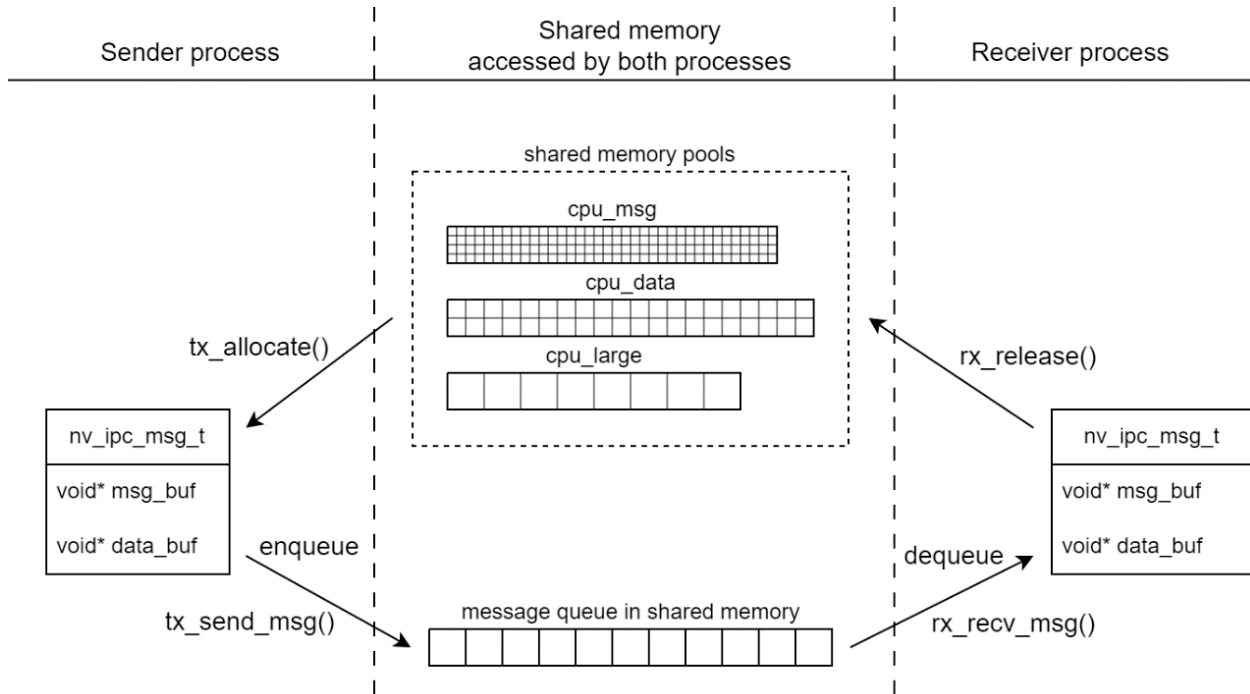 Sender process
Shared memory
accessed by both processes
Receiver process
shared memory pools
cpu_msg
cpu_data
cpu_large
tx_allocate()
rx_release()
nv_ipc_msg_t
void* msg_buf
void* data_buf
nv_ipc_msg_t
void* msg_buf
void* data_buf
enqueue
tx_send_msg()
message queue in shared memory
dequeue
rx_recv_msg()